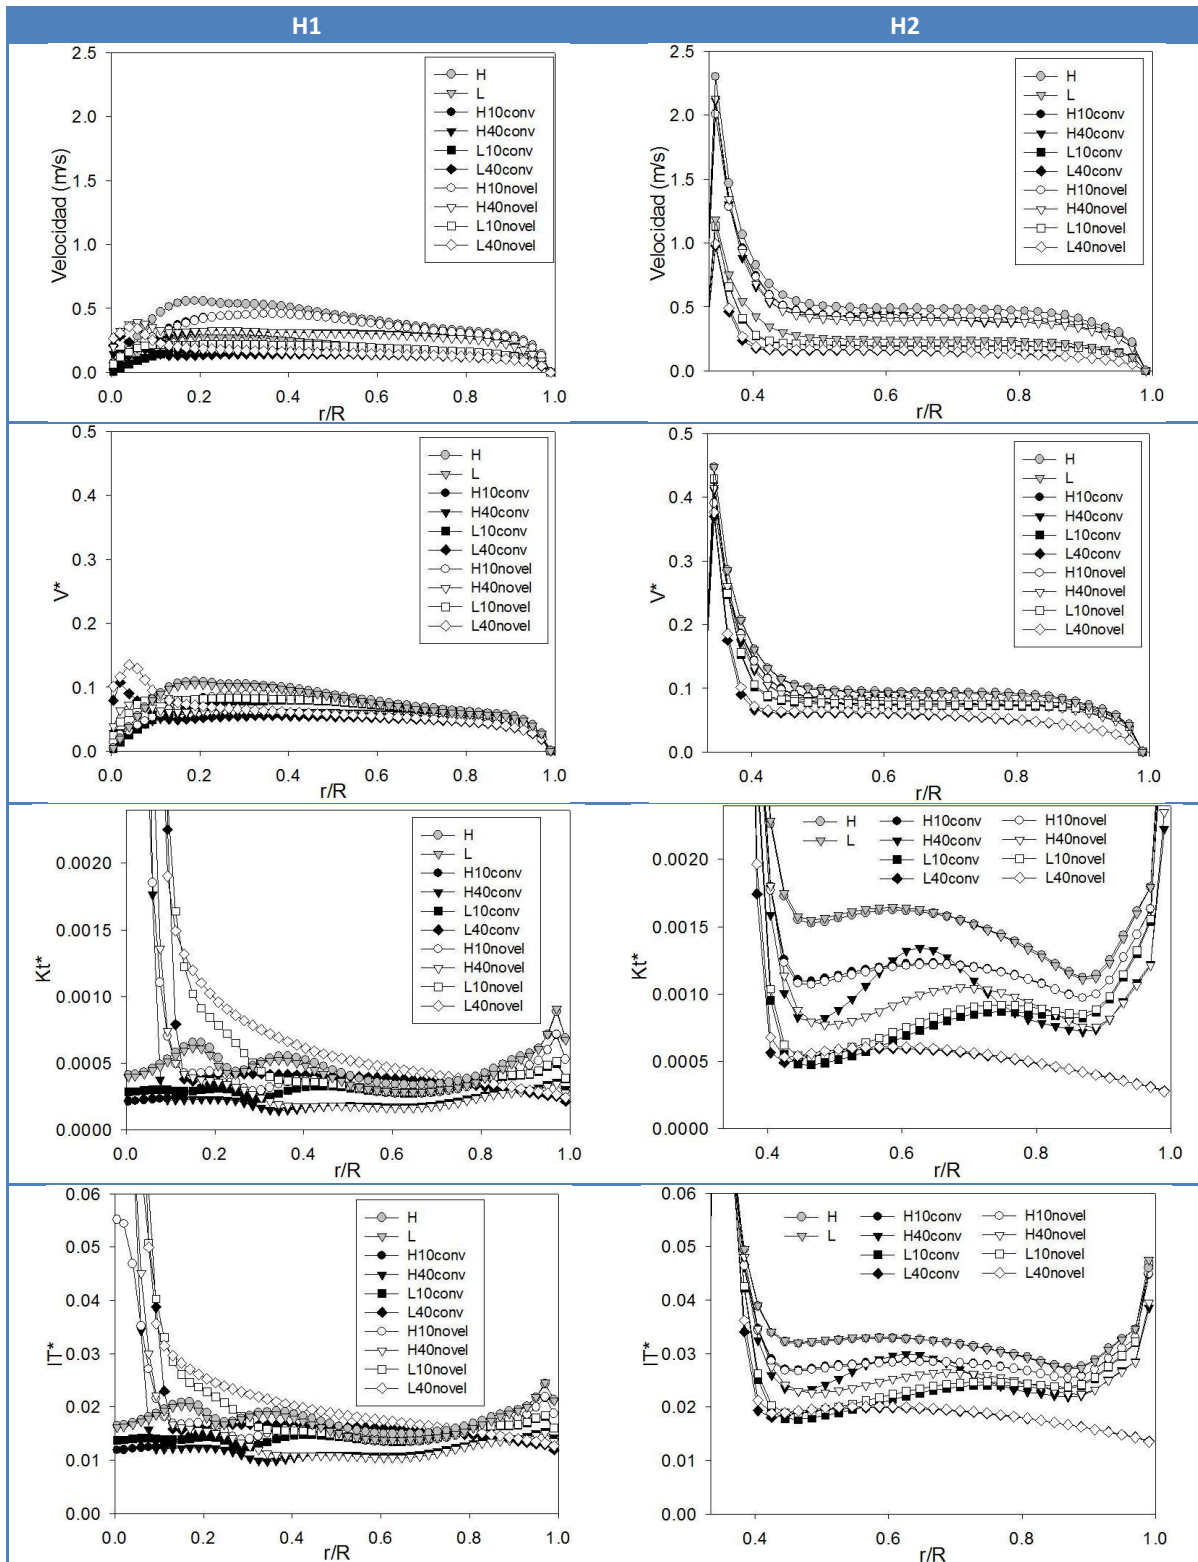 H1
H2
2.5
2.0
1.5
1.0
0.5
0.0
Velocidad (m/s)
0.0 0.2 0.4 0.6 0.8 1.0
r/R
H
L
H10conv
H40conv
L10conv
L40conv
H10novel
H40novel
L10novel
L40novel
2.5
2.0
1.5
1.0
0.5
0.0
Velocidad (m/s)
0.4 0.6 0.8 1.0
r/R
H
L
H10conv
H40conv
L10conv
L40conv
H10novel
H40novel
L10novel
L40novel
0.5
0.4
0.3
0.2
0.1
0.0
V*
0.0 0.2 0.4 0.6 0.8 1.0
r/R
H
L
H10conv
H40conv
L10conv
L40conv
H10novel
H40novel
L10novel
L40novel
0.5
0.4
0.3
0.2
0.1
0.0
V*
0.4 0.6 0.8 1.0
r/R
H
L
H10conv
H40conv
L10conv
L40conv
H10novel
H40novel
L10novel
L40novel
0.0020
0.0015
0.0010
0.0005
0.0000
Kt*
0.0 0.2 0.4 0.6 0.8 1.0
r/R
H
L
H10conv
H40conv
L10conv
L40conv
H10novel
H40novel
L10novel
L40novel
0.0020
0.0015
0.0010
0.0005
0.0000
Kt*
0.4 0.6 0.8 1.0
r/R
H H10conv H10novel
L H40conv H40novel
L10conv L10novel
L40conv L40novel
0.06
0.05
0.04
0.03
0.02
0.01
0.00
IT*
0.0 0.2 0.4 0.6 0.8 1.0
r/R
H
L
H10conv
H40conv
L10conv
L40conv
H10novel
H40novel
L10novel
L40novel
0.06
0.05
0.04
0.03
0.02
0.01
0.00
IT*
0.4 0.6 0.8 1.0
r/R
H H10conv H10novel
L H40conv H40novel
L10conv L10novel
L40conv L40novel